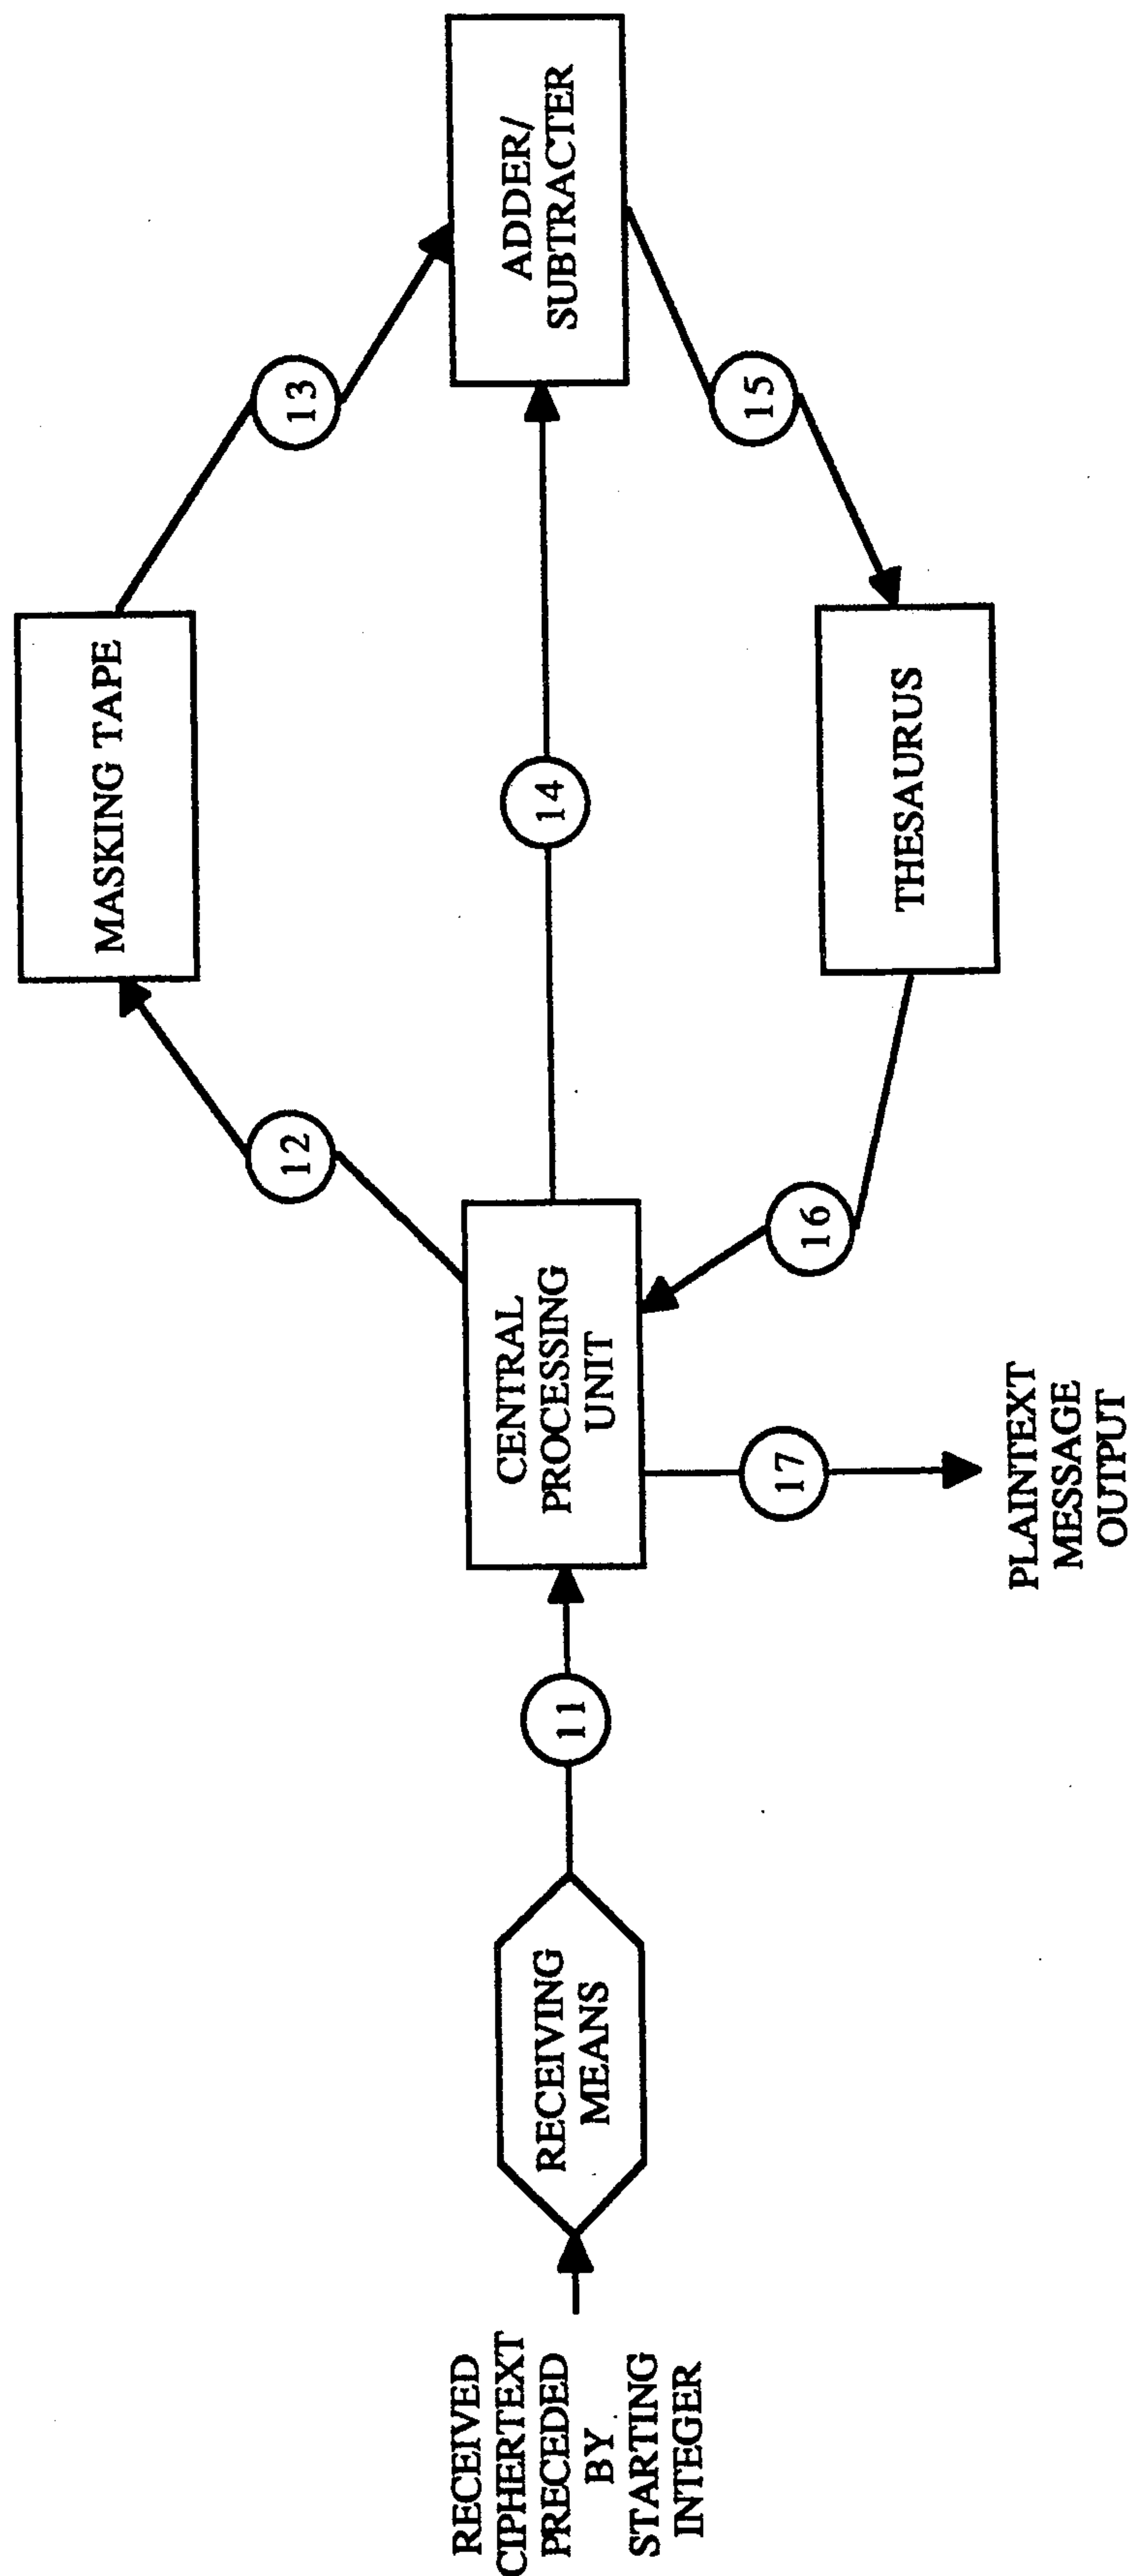 RECEIVED
CIPHERTEXT
PRECEDED
BY
STARTING
INTEGER
RECEIVING
MEANS
11
CENTRAL
PROCESSING
UNIT
17
PLAINTEXT
MESSAGE
OUTPUT
12
MASKING TAPE
13
14
ADDER/
SUBTRACTER
15
THESAURUS
16